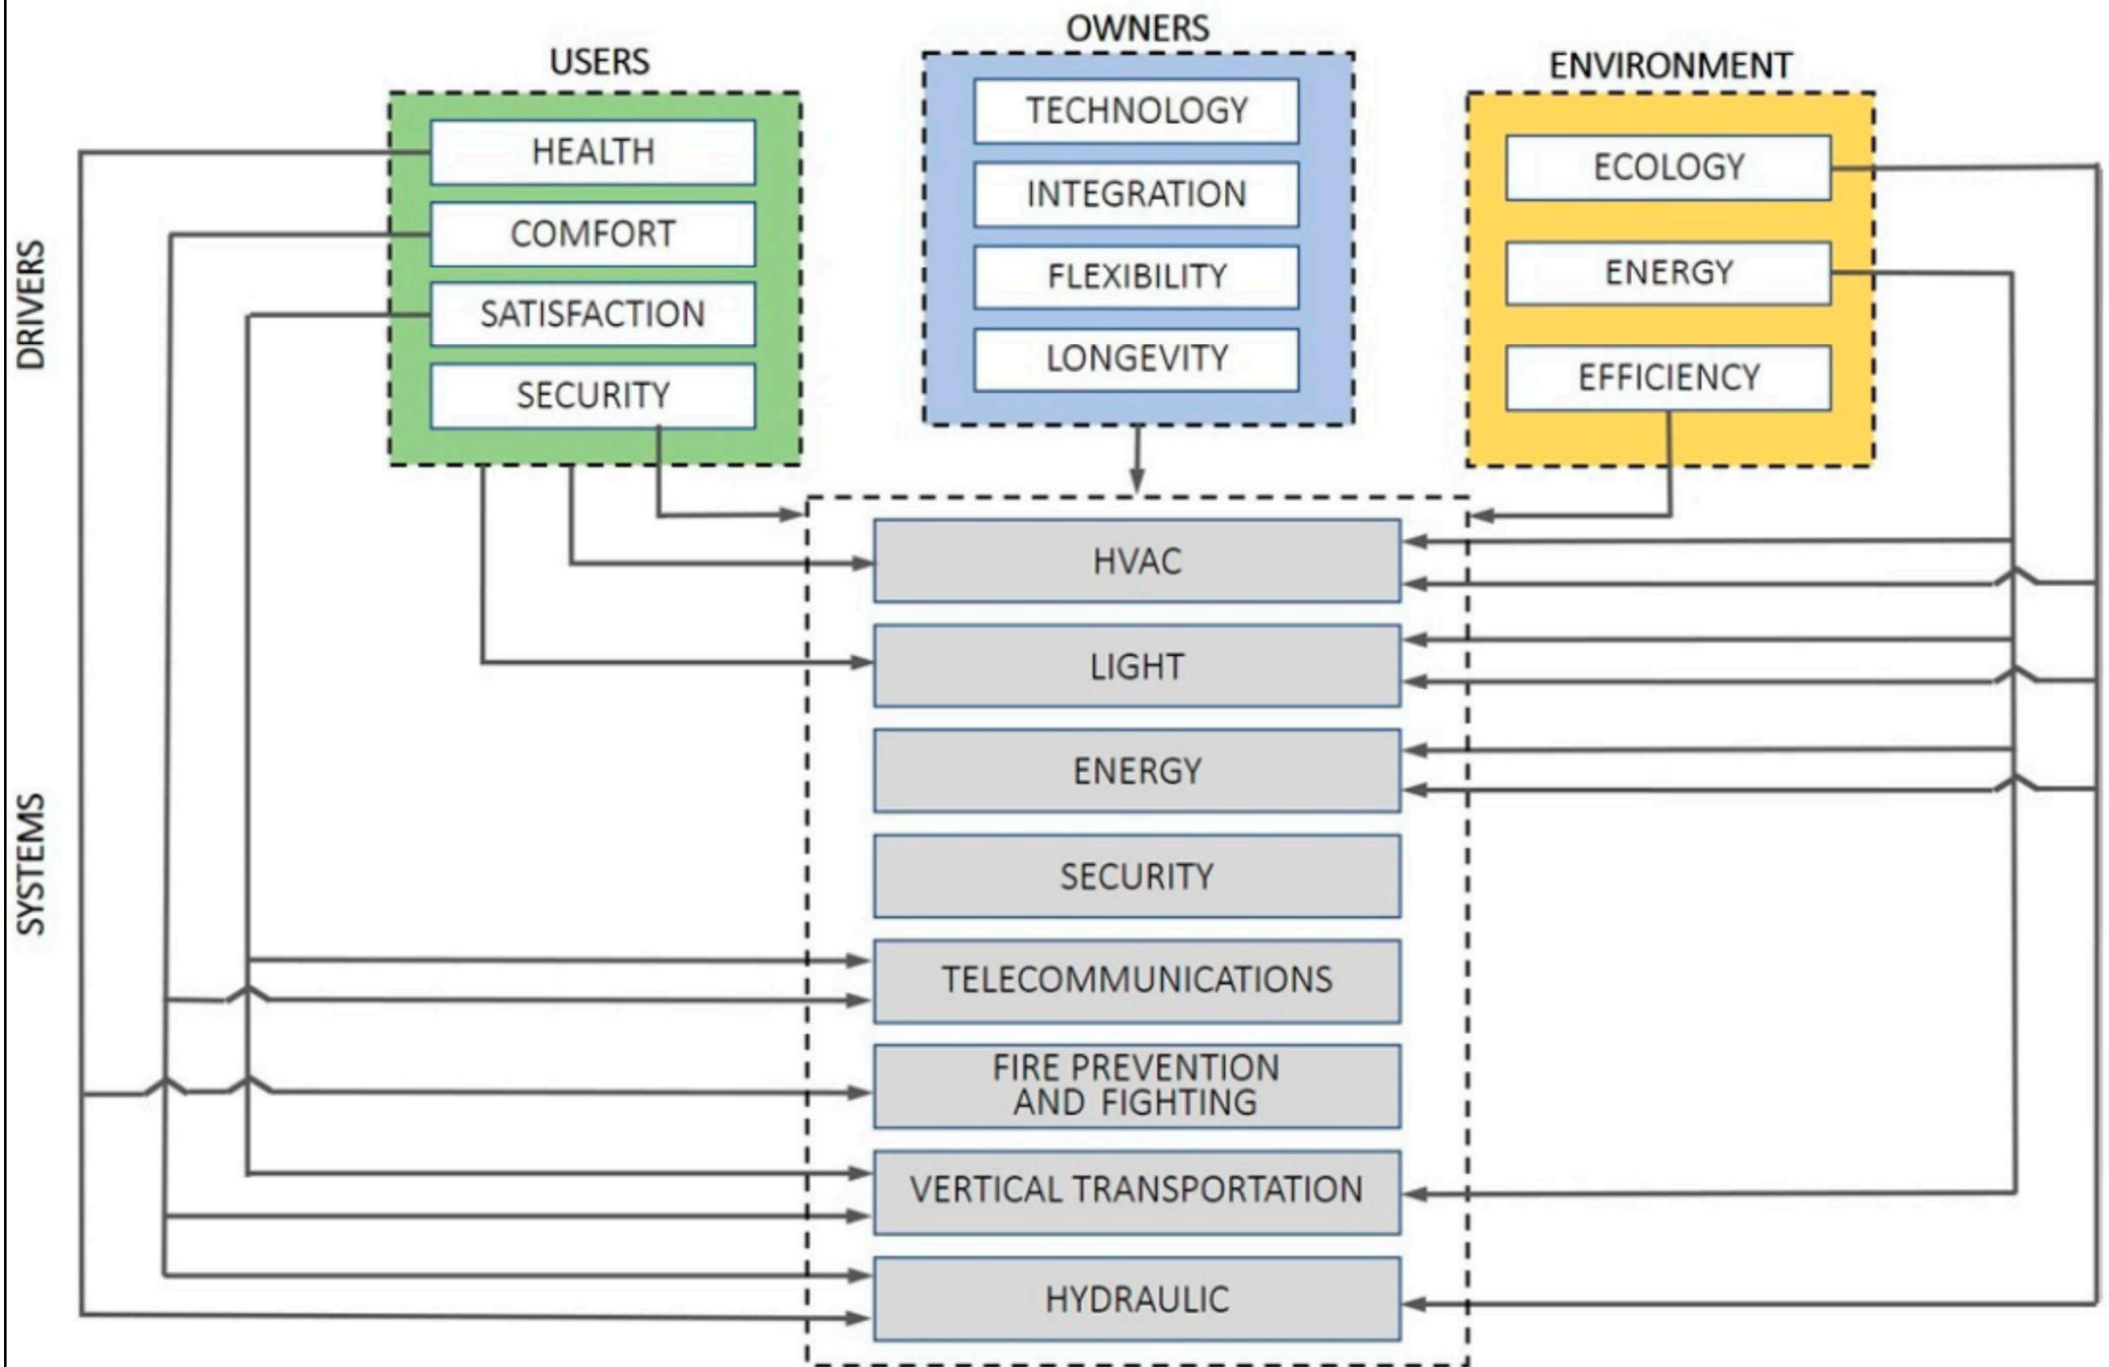 OWNERS
USERS
ENVIRONMENT
DRIVERS
HEALTH
COMFORT
SATISFACTION
SECURITY
TECHNOLOGY
INTEGRATION
FLEXIBILITY
LONGEVITY
ECOLOGY
ENERGY
EFFICIENCY
SYSTEMS
HVAC
LIGHT
ENERGY
SECURITY
TELECOMMUNICATIONS
FIRE PREVENTION
AND FIGHTING
VERTICAL TRANSPORTATION
HYDRAULIC